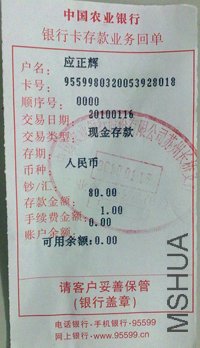 中国农业银行
银行卡存款业务回单
户名: 应正辉
卡号: 9559980320053928018
顺序号: 0000
交易日期: 20100116
交易类型: 现金存款
存期:
币种: 人民币
钞/汇:
存款金额: 80.00
手续费金额: 1.00
账户余额: 0.00
可用余额:0.00
请客户妥善保管
(银行盖章)
电话银行·手机银行·95599
网上银行·www.95599.cn
MSHUA